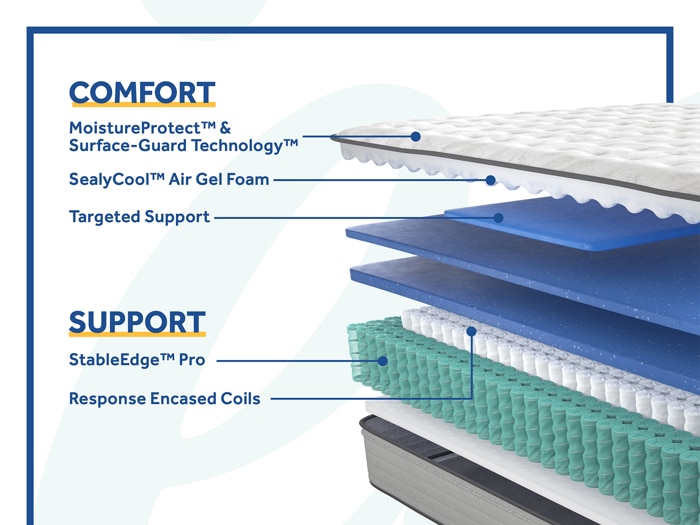 COMFORT
MoistureProtect™ &
Surface-Guard Technology™
SealyCool™ Air Gel Foam
Targeted Support
SUPPORT
StableEdge™ Pro
Response Encased Coils